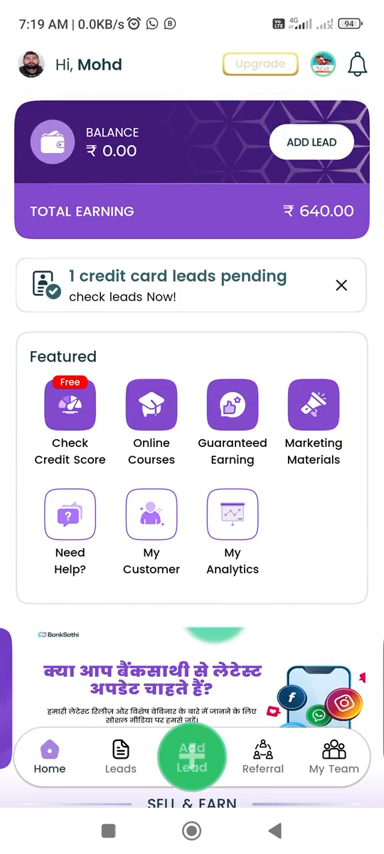 7:19 AM | 0.0KB/s
4G
94
Hi, Mohd
Upgrade
BALANCE
₹ 0.00
ADD LEAD
TOTAL EARNING
₹ 640.00
1 credit card leads pending
check leads Now!
Featured
Free
Check
Credit Score
Online
Courses
Guaranteed
Earning
Marketing
Materials
Need
Help?
My
Customer
My
Analytics
BankSathi
क्या आप बैंकसाथी से लेटेस्ट
अपडेट चाहते हैं?
हमारी लेटेस्ट रिलीज़ और विशेष वेबिनार के बारे में जानने के लिए
सोशल मीडिया पर हमसे जुड़ें।
Add
Lead
Home
Leads
Referral
My Team
SELL & EARN